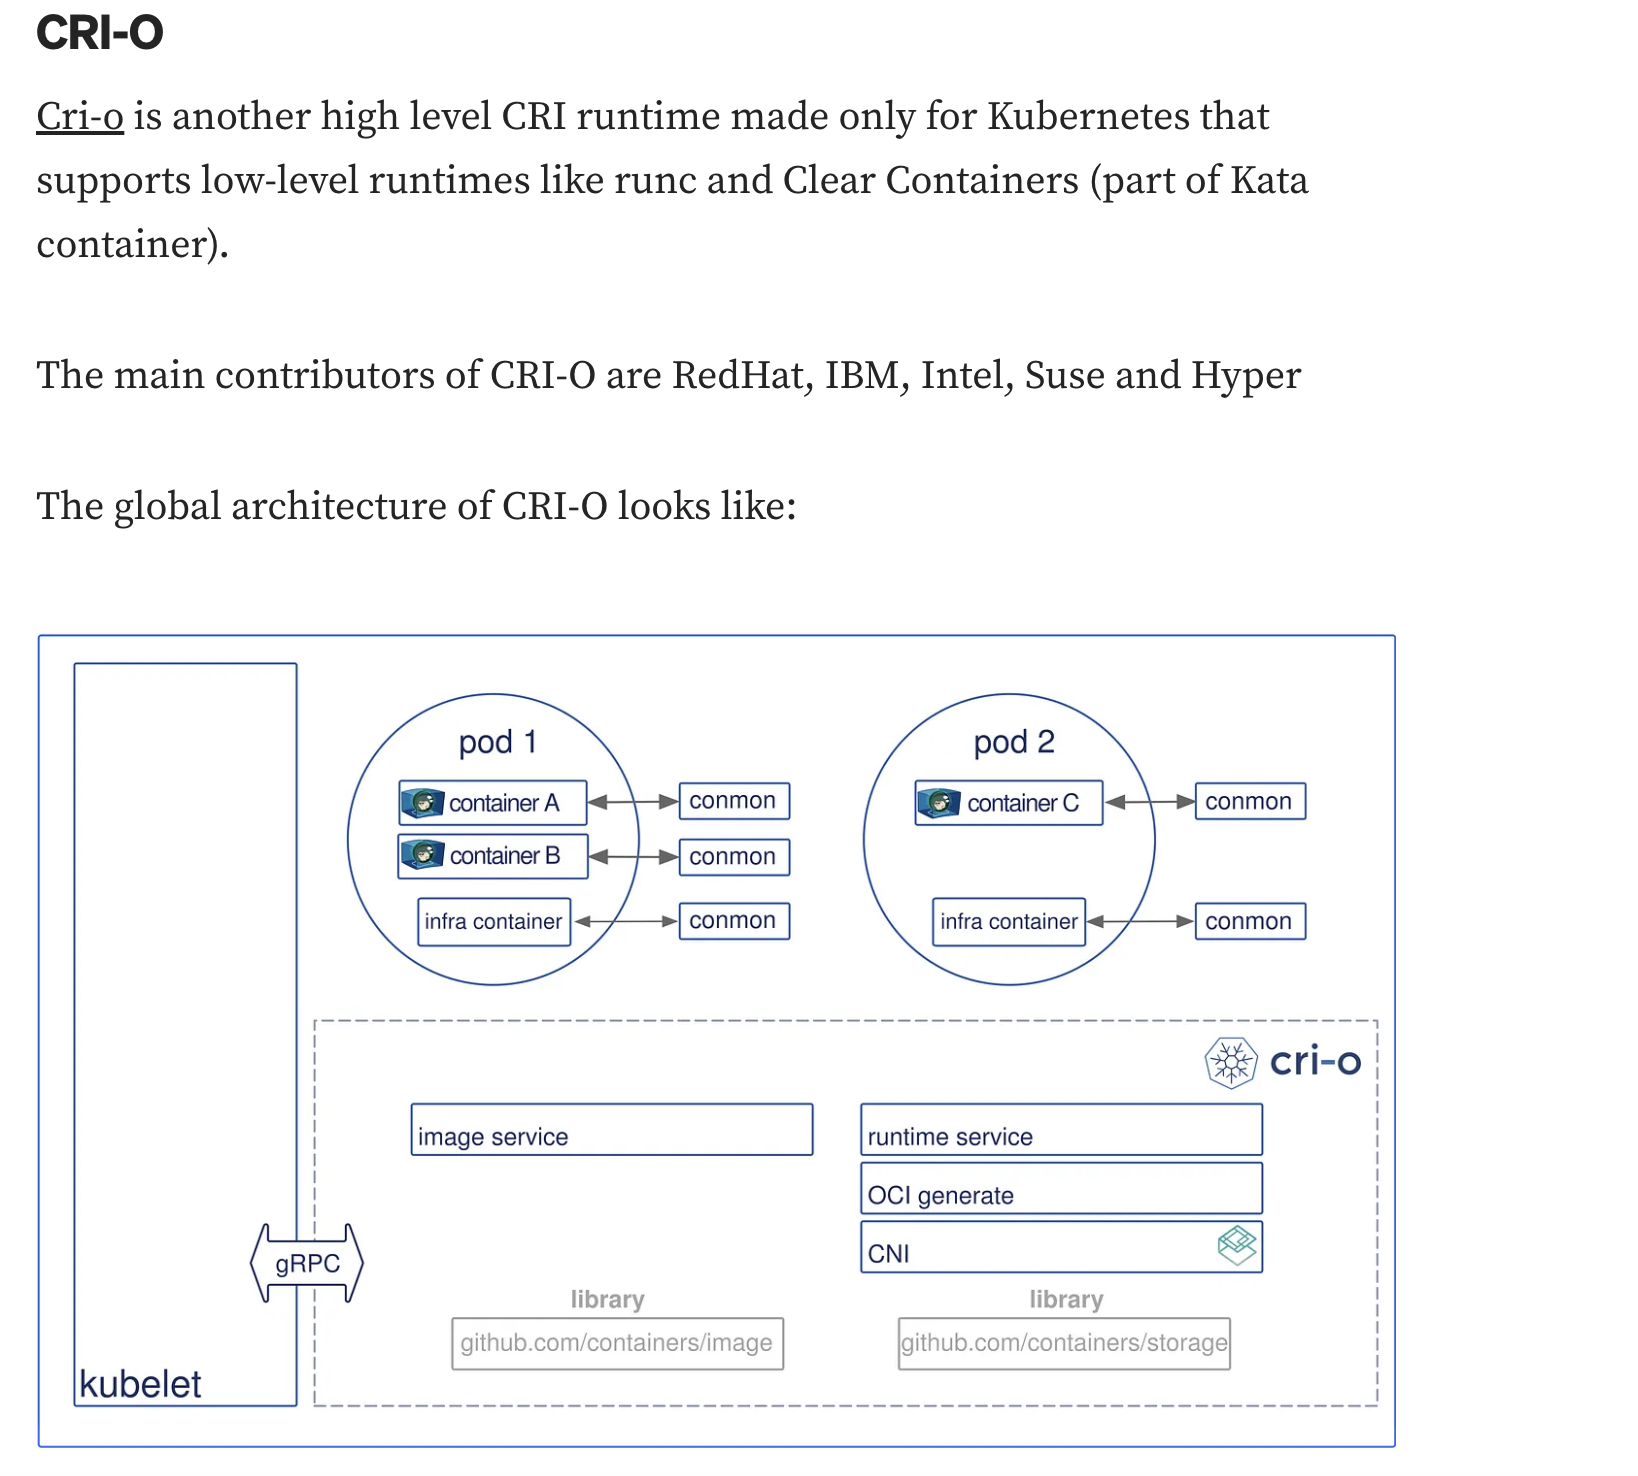 CRI-O
Cri-o is another high level CRI runtime made only for Kubernetes that
supports low-level runtimes like runc and Clear Containers (part of Kata
container).
The main contributors of CRI-O are RedHat, IBM, Intel, Suse and Hyper
The global architecture of CRI-O looks like:
pod 1
container A
conmon
container B
conmon
infra container
conmon
pod 2
container C
conmon
infra container
conmon
cri-o
image service
runtime service
OCI generate
CNI
gRPC
library
github.com/containers/image
library
github.com/containers/storage
kubelet